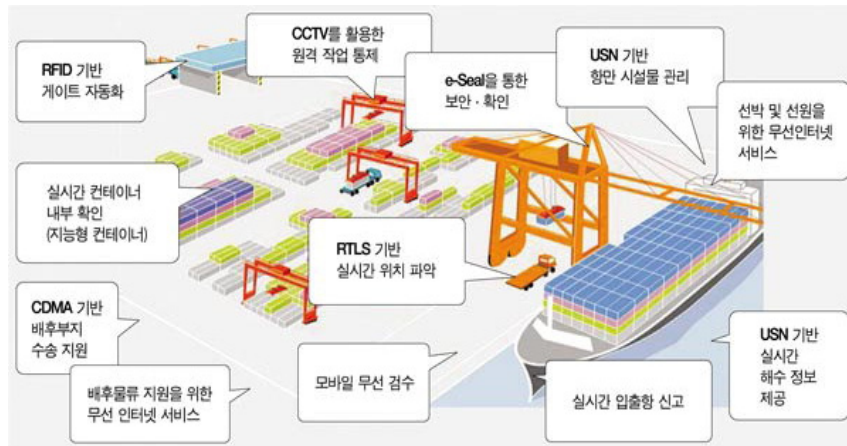 CCTV를 활용한
원격 작업 통제
RFID 기반
게이트 자동화
e-Seal을 통한
보안 · 확인
USN 기반
항만 시설물 관리
선박 및 선원을
위한 무선인터넷
서비스
실시간 컨테이너
내부 확인
(지능형 컨테이너)
RTLS 기반
실시간 위치 파악
CDMA 기반
배후부지
수송 지원
배후물류 지원을 위한
무선 인터넷 서비스
모바일 무선 검수
실시간 입출항 신고
USN 기반
실시간
해수 정보
제공